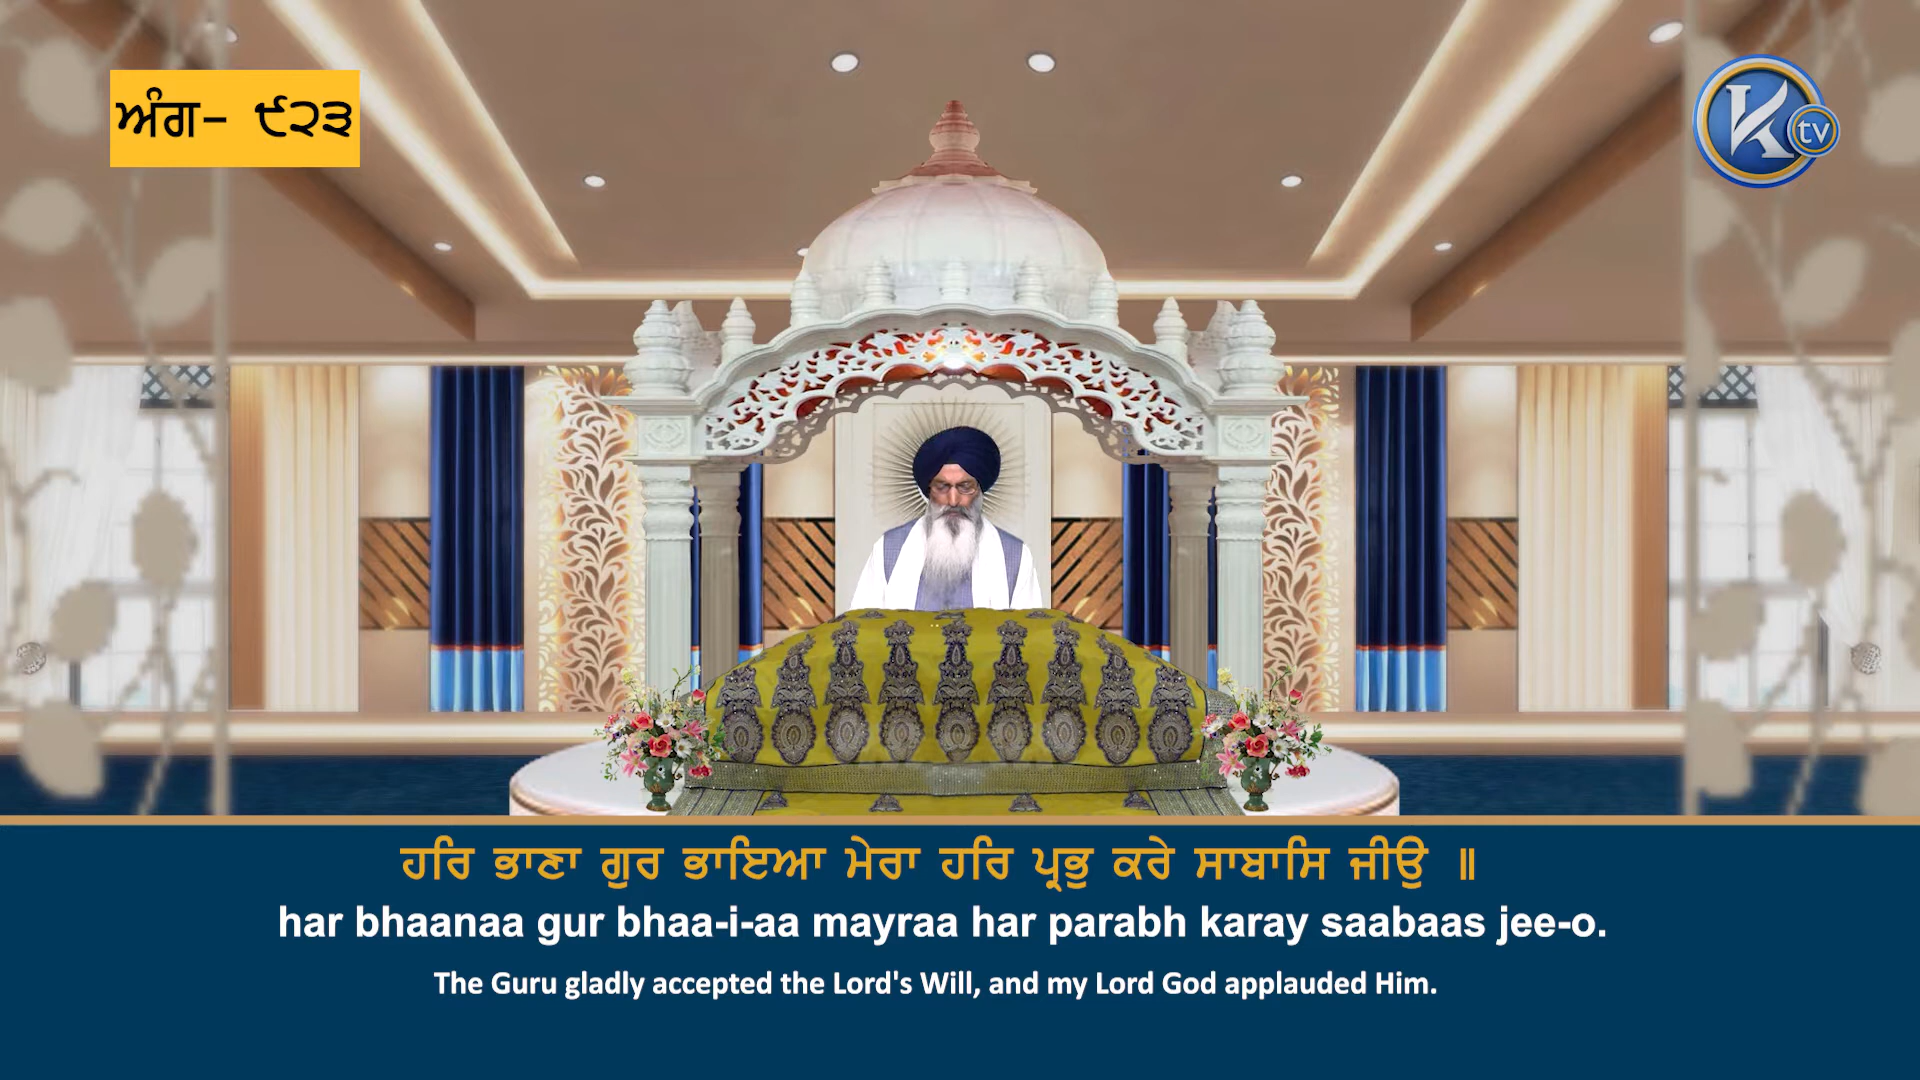 ਅੰਗ- ੯੨੩
K tv
ਹਰਿ ਭਾਣਾ ਗੁਰ ਭਾਇਆ ਮੇਰਾ ਹਰਿ ਪ੍ਰਭੁ ਕਰੇ ਸਾਬਾਸਿ ਜੀਉ ॥
har bhaanaa gur bhaa-i-aa mayraa har parabh karay saabaas jee-o.
The Guru gladly accepted the Lord's Will, and my Lord God applauded Him.